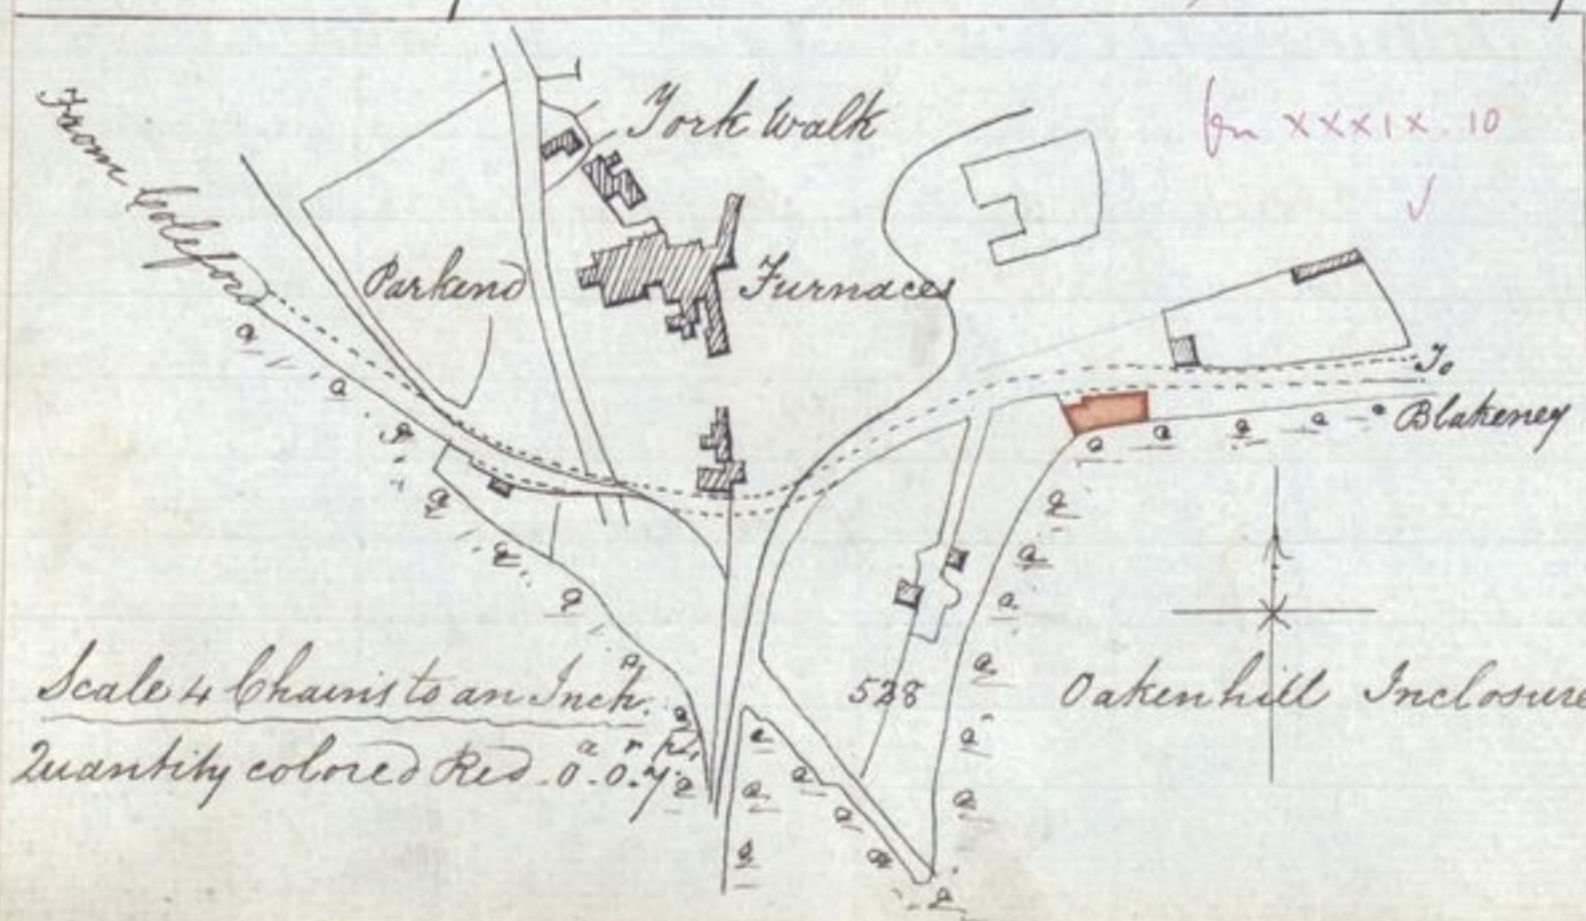 York Walk
XXXIX.10
From Coleford
Parkend
Furnaces
To
Blakeney
a a a a a a a a a a a a a a a a a a a a a a a a a a a
528
Oakenhill Inclosure
Scale 4 Chains to an Inch.
a r p
Quantity colored Red. 0.0.7.